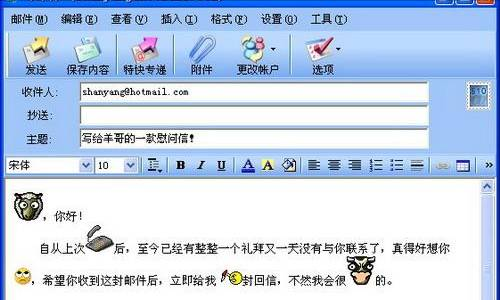 邮件(M) 编辑(E) 查看(V) 插入(I) 格式(F) 设置(O) 工具(T)
发送 保存内容 特快专递 附件 更改帐户 选项
收件人: shanyang@hotmail.com
抄送:
主题: 写给羊哥的一款慰问信!
宋体 10 B I U A A
，你好！
自从上次后，至今已经有整整一个礼拜又一天没有与你联系了，真得好想你
，希望你收到这封邮件后，立即给我封回信，不然我会很的。